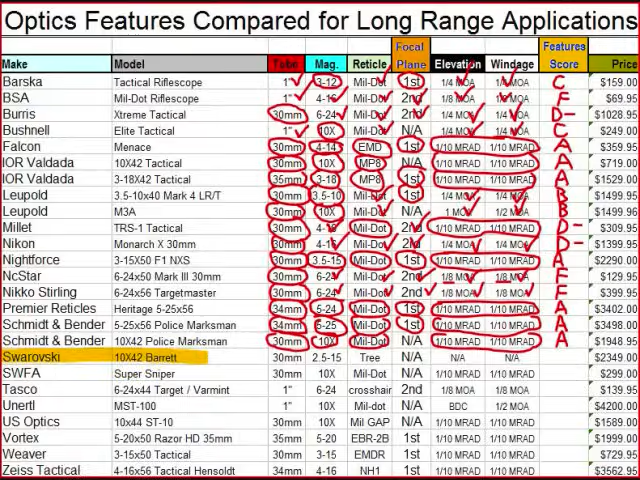 Optics Features Compared for Long Range Applications
Make Model Tube Mag. Reticle Focal Plane Elevation Windage Features Score Price
Barska Tactical Riflescope 1" 3-12 Mil-Dot 1st 1/4 MOA 1/4 MOA C $159.00
BSA Mil-Dot Riflescope 1" 4-16 Mil-Dot 2nd 1/8 MOA 1/8 MOA F $69.95
Burris Xtreme Tactical 30mm 6-24 Mil-Dot 2nd 1/4 MOA 1/4 MOA D- $1028.95
Bushnell Elite Tactical 1" 10X Mil-Dot N/A 1/4 MOA 1/4 MOA C $249.00
Falcon Menace 30mm 4-14 EMD 1st 1/10 MRAD 1/10 MRAD A $359.95
IOR Valdada 10X42 Tactical 30mm 10X MP8 N/A 1/10 MRAD 1/10 MRAD A $719.00
IOR Valdada 3-18X42 Tactical 35mm 3-18 MP8 1st 1/10 MRAD 1/10 MRAD A $1529.00
Leupold 3.5-10x40 Mark 4 LR/T 30mm 3.5-10 Mil-Dot 1st 1/4 MOA 1/4 MOA B $1499.95
Leupold M3A 30mm 10X Mil-Dot N/A 1 MOA 1/2 MOA B $1499.95
Millet TRS-1 Tactical 30mm 4-16 Mil-Dot 2nd 1/10 MRAD 1/10 MRAD D- $309.95
Nikon Monarch X 30mm 30mm 4-16 Mil-Dot 2nd 1/4 MOA 1/4 MOA D- $1399.95
Nightforce 3-15X50 F1 NXS 30mm 3.5-15 Mil-Dot 1st 1/10 MRAD 1/10 MRAD A $2290.00
NcStar 6-24x50 Mark III 30mm 30mm 6-24 Mil-Dot 2nd 1/8 MOA 1/8 MOA F $129.95
Nikko Stirling 6-24x56 Targetmaster 30mm 6-24 Mil-Dot 2nd 1/8 MOA 1/8 MOA F $399.95
Premier Reticles Heritage 5-25x56 34mm 5-24 Mil-Dot 1st 1/10 MRAD 1/10 MRAD A $3402.00
Schmidt & Bender 5-25x56 Police Marksman 34mm 5-25 Mil-Dot 1st 1/10 MRAD 1/10 MRAD A $3498.00
Schmidt & Bender 10X42 Police Marksman 30mm 10X Mil-Dot N/A 1/10 MRAD 1/10 MRAD A $1948.95
Swarovski 10X42 Barrett 30mm 2.5-15 Tree N/A N/A $2349.00
SWFA Super Sniper 30mm 10X Mil-Dot N/A 1/10 MRAD 1/10 MRAD $299.00
Tasco 6-24x44 Target / Varmint 1" 6-24 crosshair 2nd 1/8 MOA 1/8 MOA $99.95
Unertl MST-100 1" 10X Mil-dot N/A BDC 1/2 MOA $4200.00
US Optics 10x44 ST-10 30mm 10X Mil GAP N/A 1/10 MRAD 1/10 MRAD $1589.00
Vortex 5-20x50 Razor HD 35mm 35mm 5-20 EBR-2B 1st 1/10 MRAD 1/10 MRAD $1999.00
Weaver 3-15x50 Tactical 30mm 3-15 EMDR 1st 1/10 MRAD 1/10 MRAD $999.95
Zeiss Tactical 4-16x56 Tactical Hensoldt 34mm 4-16 NH1 1st 1/10 MRAD 1/10 MRAD $3562.95